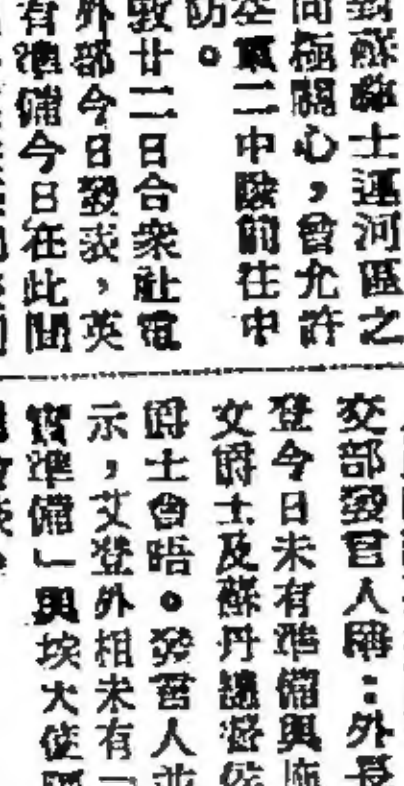 對蘇彝士運河區之
同極關心，曾允許
空軍二中隊前往中
防。
敦廿二日合衆社電
外部今日發表，英
有準備今日在此間
交部發言人稱：外長
登今日未有準備與
文爵士及蘇丹總督侯
爵士會晤。發言人並
示，艾登外相未有「
實準備」與埃大使